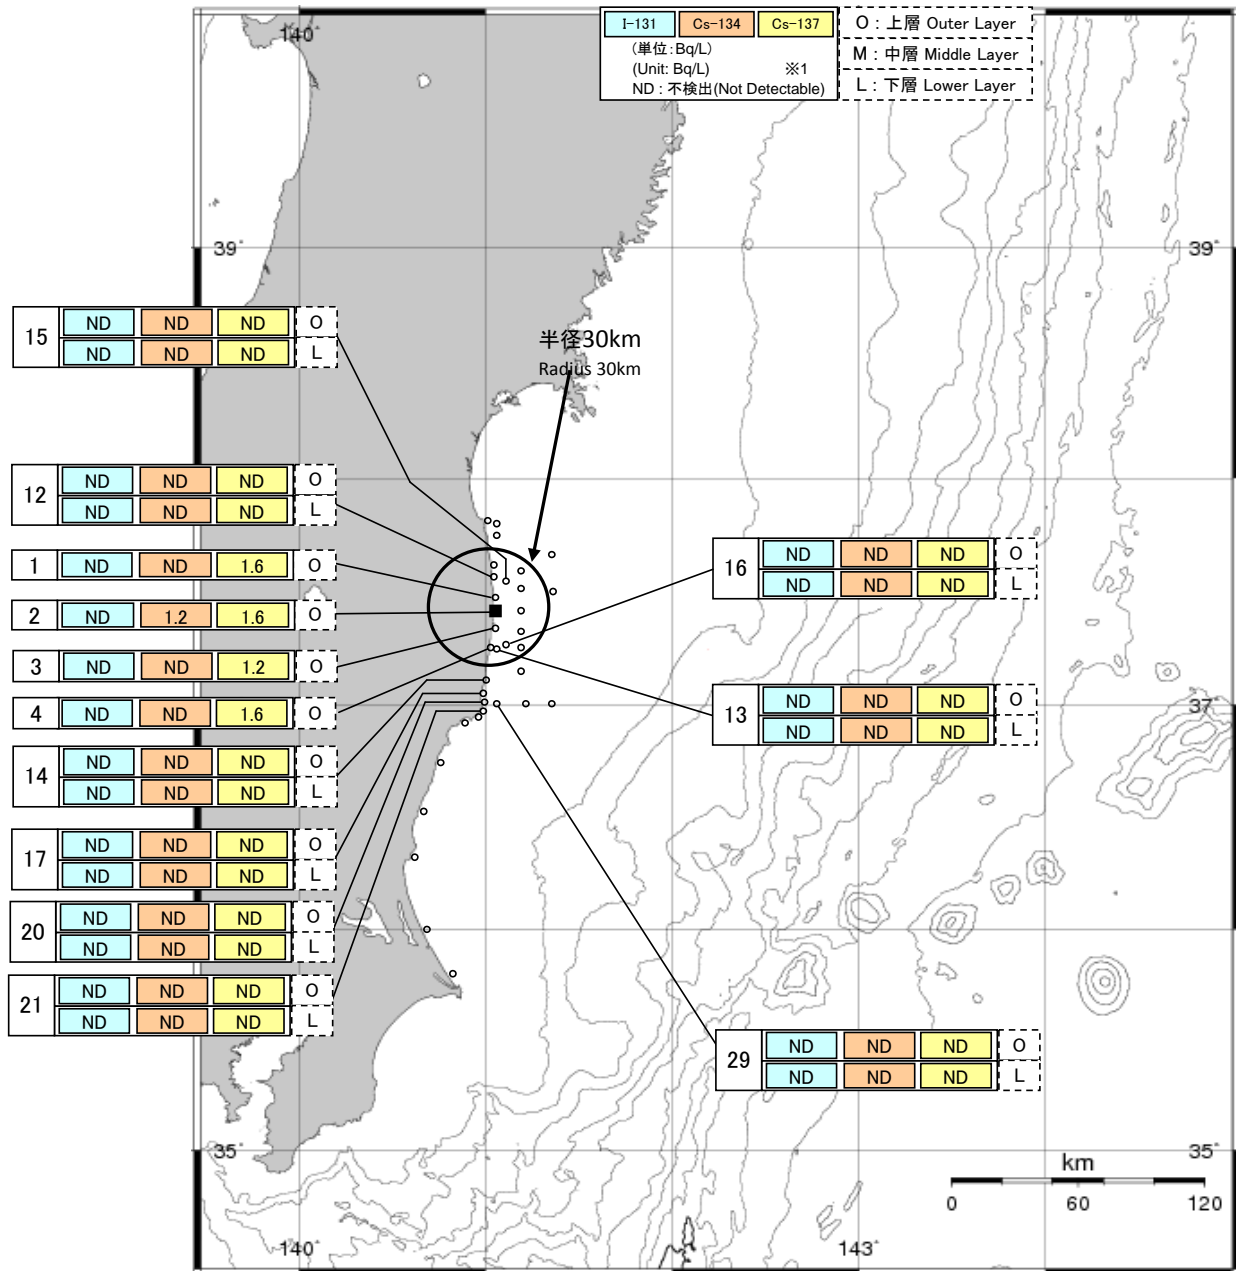 140°
I-131 Cs-134 Cs-137
(単位:Bq/L)
(Unit: Bq/L) ※1
ND : 不検出(Not Detectable)
O : 上層 Outer Layer
M : 中層 Middle Layer
L : 下層 Lower Layer
39° 39°
半径30km
Radius 30km
15 ND ND ND O
ND ND ND L
12 ND ND ND O
ND ND ND L
1 ND ND 1.6 O
2 ND 1.2 1.6 O
3 ND ND 1.2 O
4 ND ND 1.6 O
14 ND ND ND O
ND ND ND L
17 ND ND ND O
ND ND ND L
20 ND ND ND O
ND ND ND L
21 ND ND ND O
ND ND ND L
16 ND ND ND O
ND ND ND L
13 ND ND ND O
ND ND ND L
37°
29 ND ND ND O
ND ND ND L
35° 35°
km
0 60 120
140° 143°